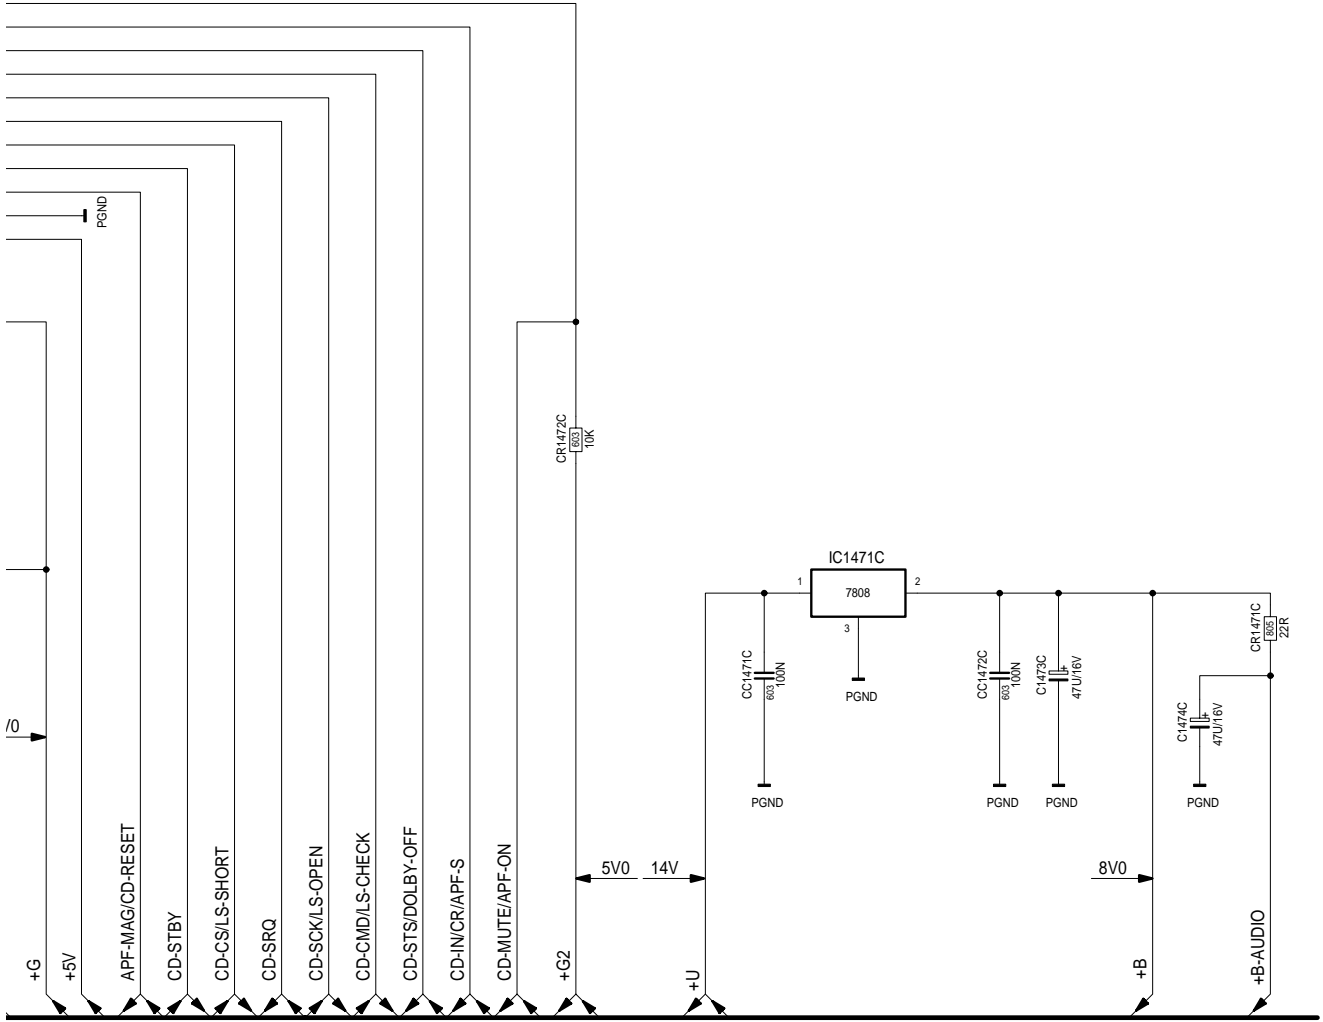 PGND
CR1472C
603
10K
IC1471C
1
7808
2
3
PGND
CC1471C
603
100N
PGND
CC1472C
603
100N
PGND
C1473C
+
47U/16V
PGND
CR1471C
805
22R
C1474C
+
47U/16V
PGND
/0
5V0
14V
8V0
+G
+5V
APF-MAG/CD-RESET
CD-STBY
CD-CS/LS-SHORT
CD-SRQ
CD-SCK/LS-OPEN
CD-CMD/LS-CHECK
CD-STS/DOLBY-OFF
CD-IN/CR/APF-S
CD-MUTE/APF-ON
+G2
+U
+B
+B-AUDIO